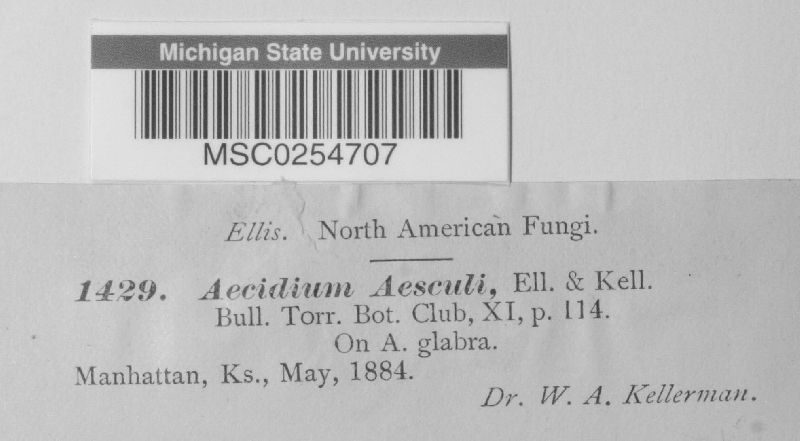 Michigan State University
MSC0254707
Ellis. North American Fungi.
1429. Aecidium Aesculi, Ell. & Kell.
Bull. Torr. Bot. Club, XI, p. 114.
On A. glabra.
Manhattan, Ks., May, 1884.
Dr. W. A. Kellerman.